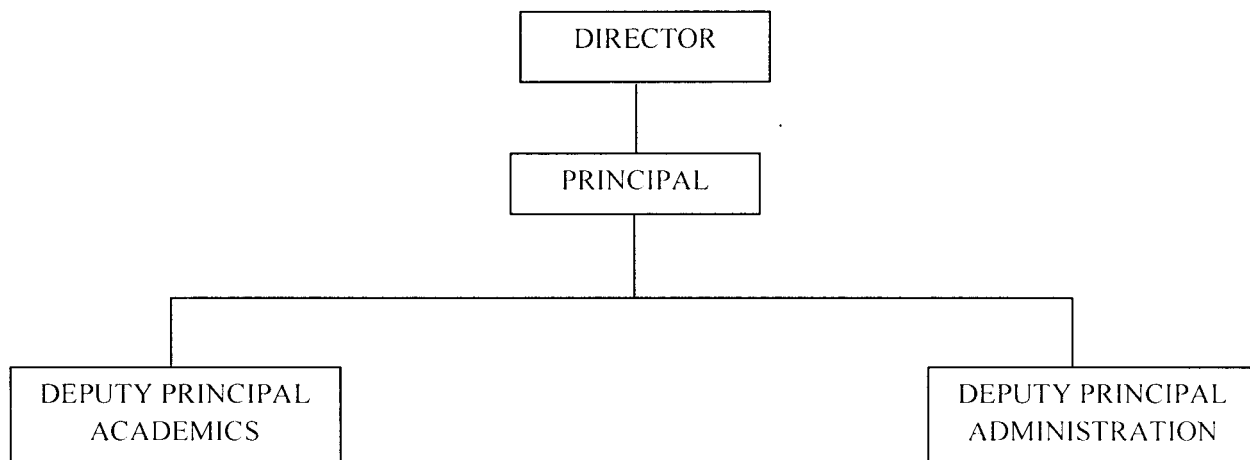 DIRECTOR
PRINCIPAL
DEPUTY PRINCIPAL
ACADEMICS
DEPUTY PRINCIPAL
ADMINISTRATION